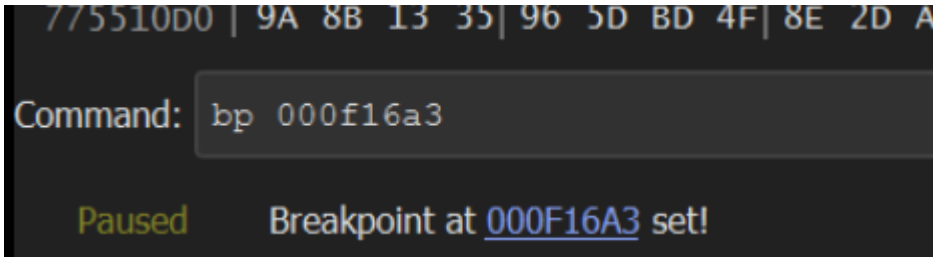 775510D0 | 9A 8B 13 35| 96 5D BD 4F| 8E 2D A
Command: bp 000f16a3
Paused Breakpoint at 000F16A3 set!